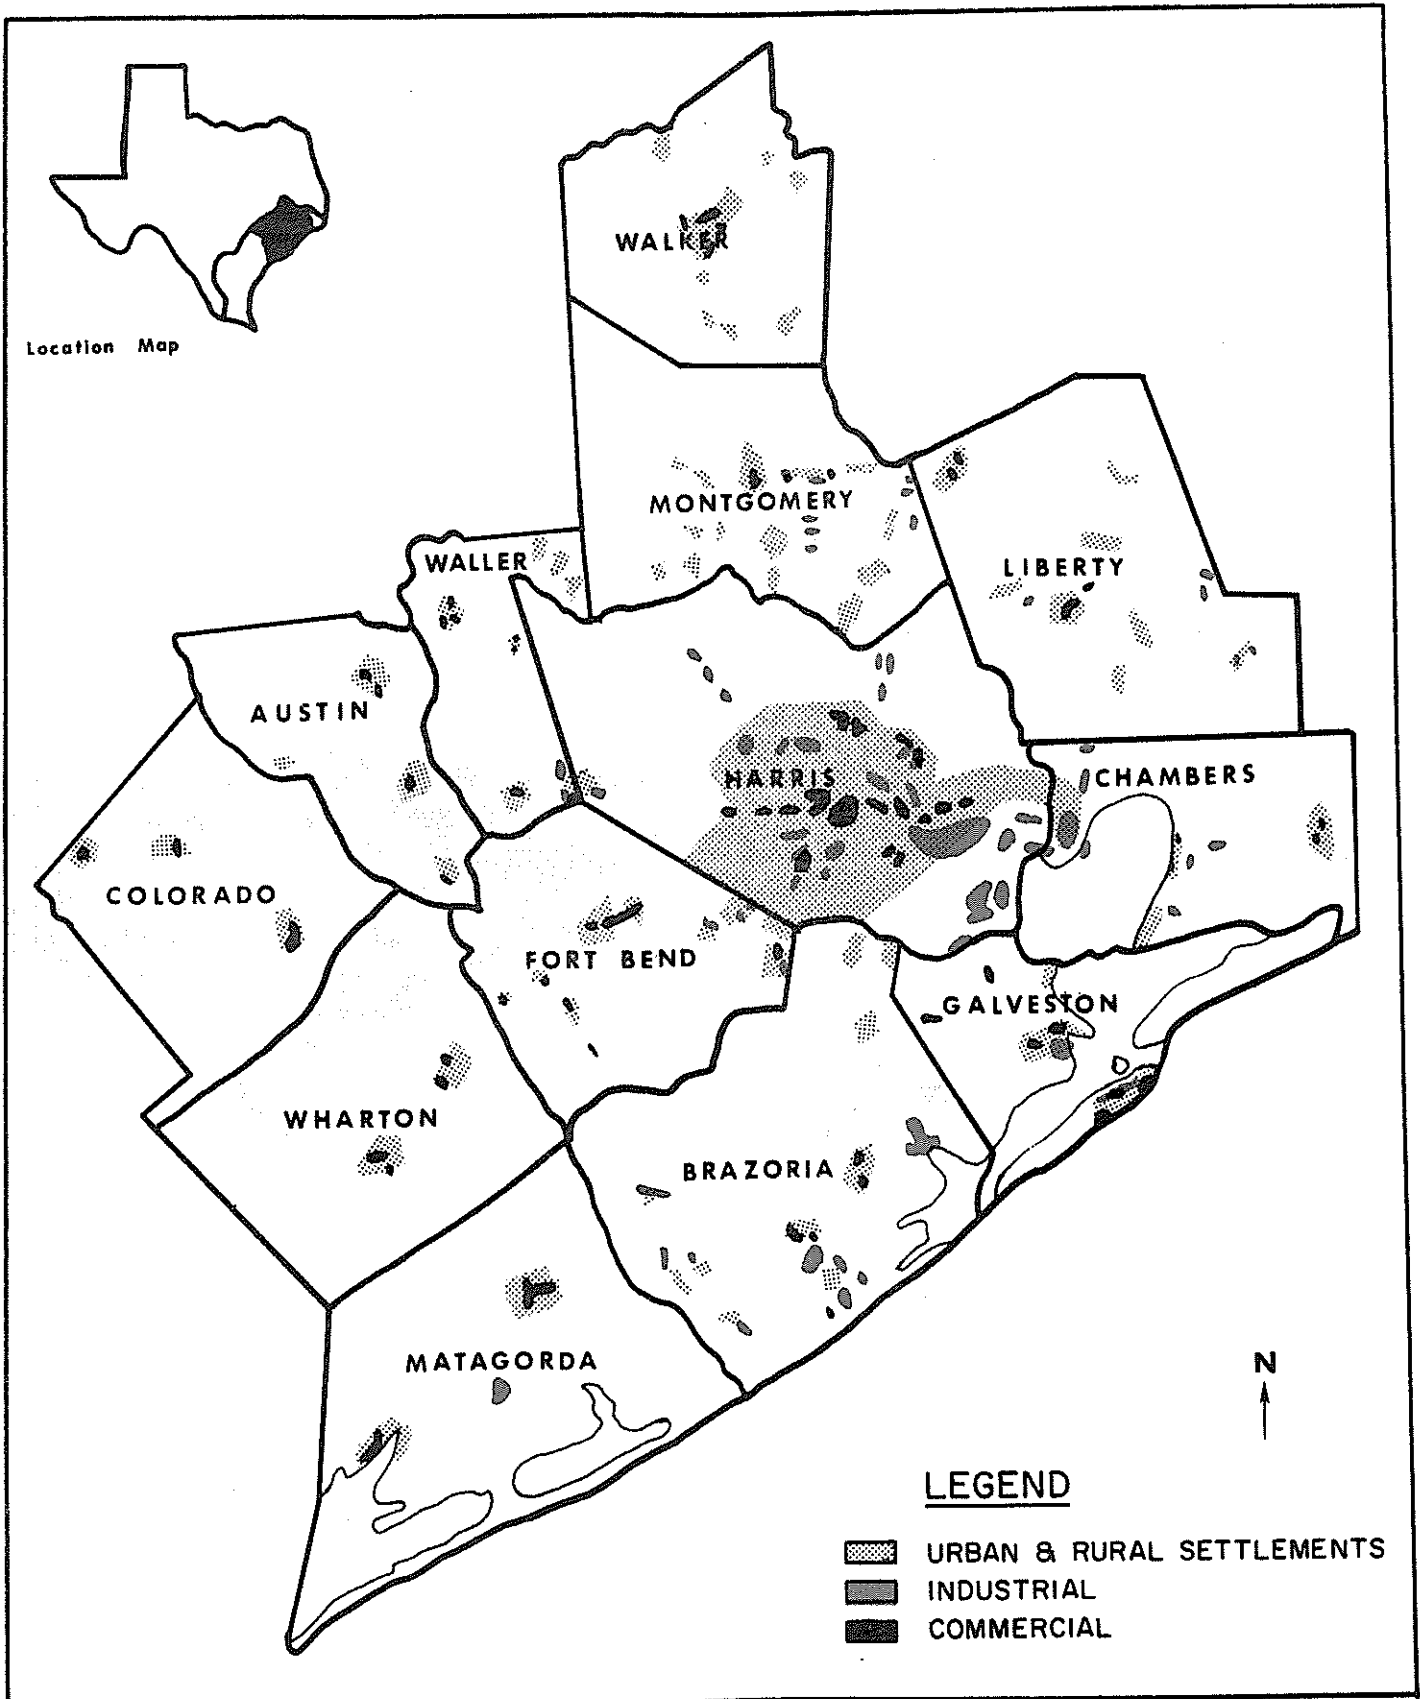 Location Map
WALKER
MONTGOMERY
WALLER
LIBERTY
AUSTIN
HARRIS
CHAMBERS
COLORADO
FORT BEND
GALVESTON
WHARTON
BRAZORIA
MATAGORDA
N
LEGEND
URBAN & RURAL SETTLEMENTS
INDUSTRIAL
COMMERCIAL